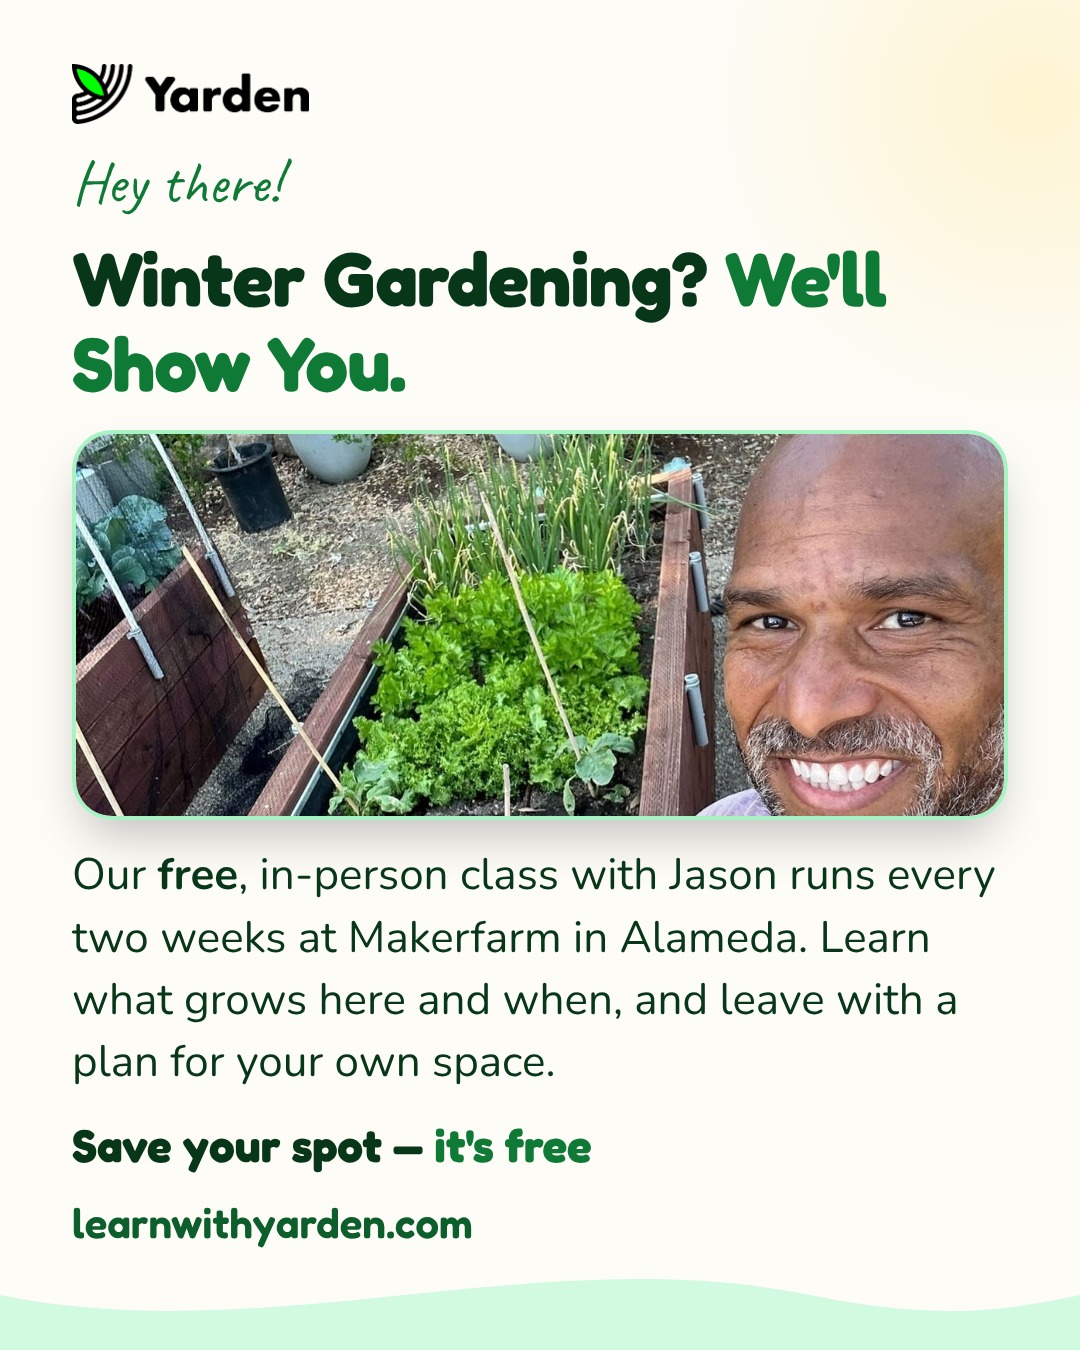 Yarden
Hey there!
Winter Gardening? We'll
Show You.
Our free, in-person class with Jason runs every
two weeks at Makerfarm in Alameda. Learn
what grows here and when, and leave with a
plan for your own space.
Save your spot – it's free
learnwithyarden.com